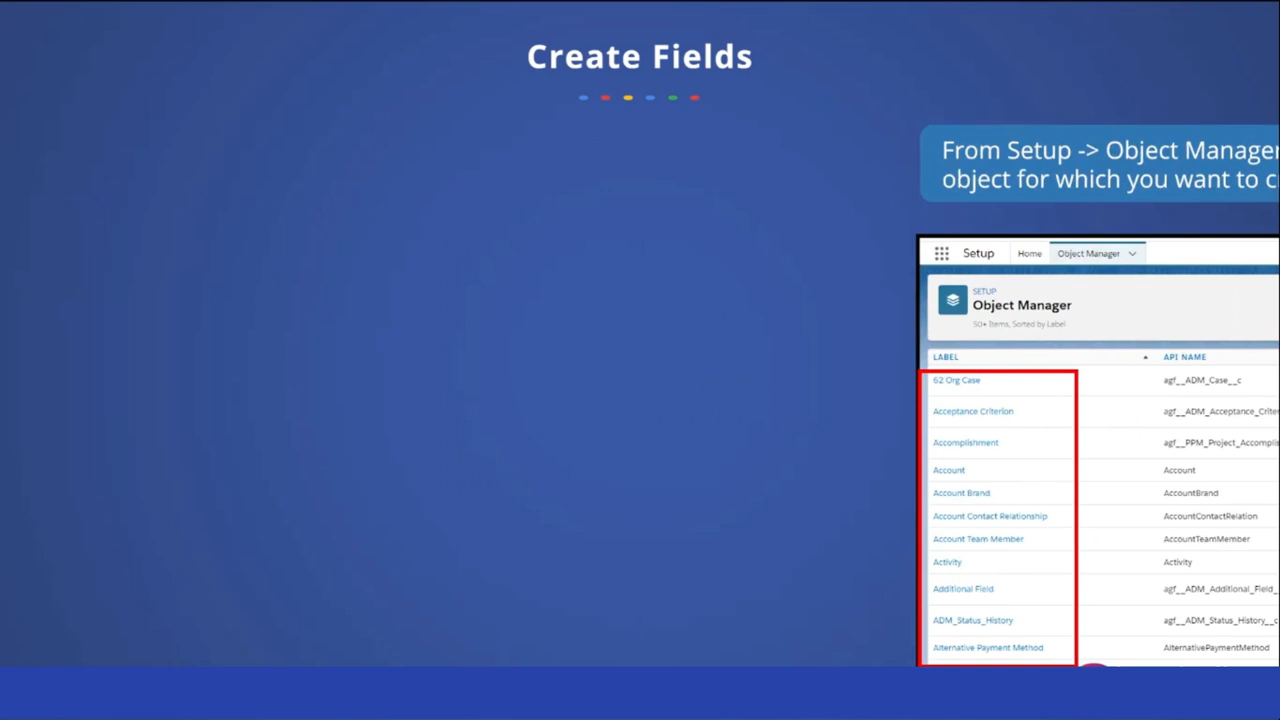 Create Fields
From Setup -> Object Manager
object for which you want to c
Setup Home Object Manager
SETUP
Object Manager
50+ Items, Sorted by Label
LABEL API NAME
62 Org Case agf__ADM_Case__c
Acceptance Criterion agf__ADM_Acceptance_Crite
Accomplishment agf__PPM_Project_Accompli
Account Account
Account Brand AccountBrand
Account Contact Relationship AccountContactRelation
Account Team Member AccountTeamMember
Activity Activity
Additional Field agf__ADM_Additional_Field_
ADM_Status_History agf__ADM_Status_History__c
Alternative Payment Method AlternativePaymentMethod